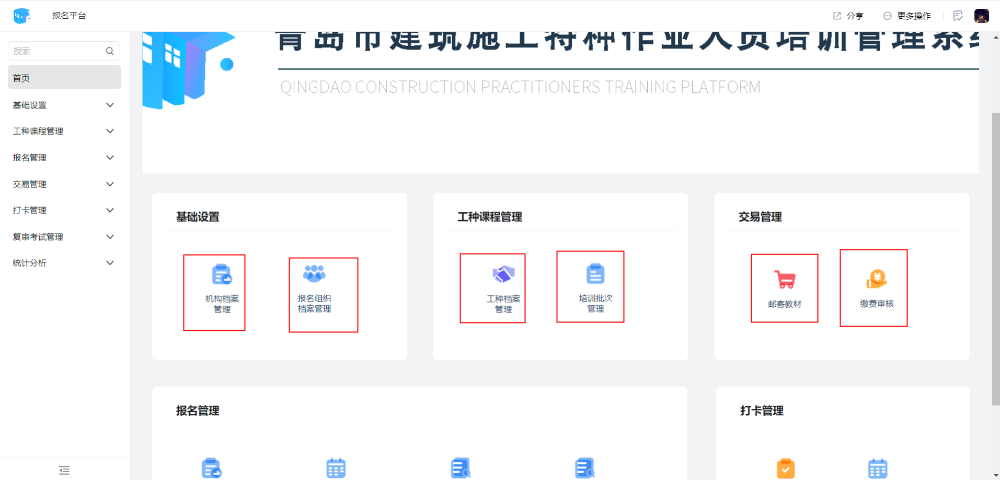 报名平台
分享
更多操作
搜索
首页
基础设置
工种课程管理
报名管理
交易管理
打卡管理
复审考试管理
统计分析
青岛市建筑施工特种作业人员培训管理系统
QINGDAO CONSTRUCTION PRACTITIONERS TRAINING PLATFORM
基础设置
机构档案
管理
报名组织
档案管理
工种课程管理
工种档案
管理
培训批次
管理
交易管理
邮寄教材
缴费审核
报名管理
打卡管理